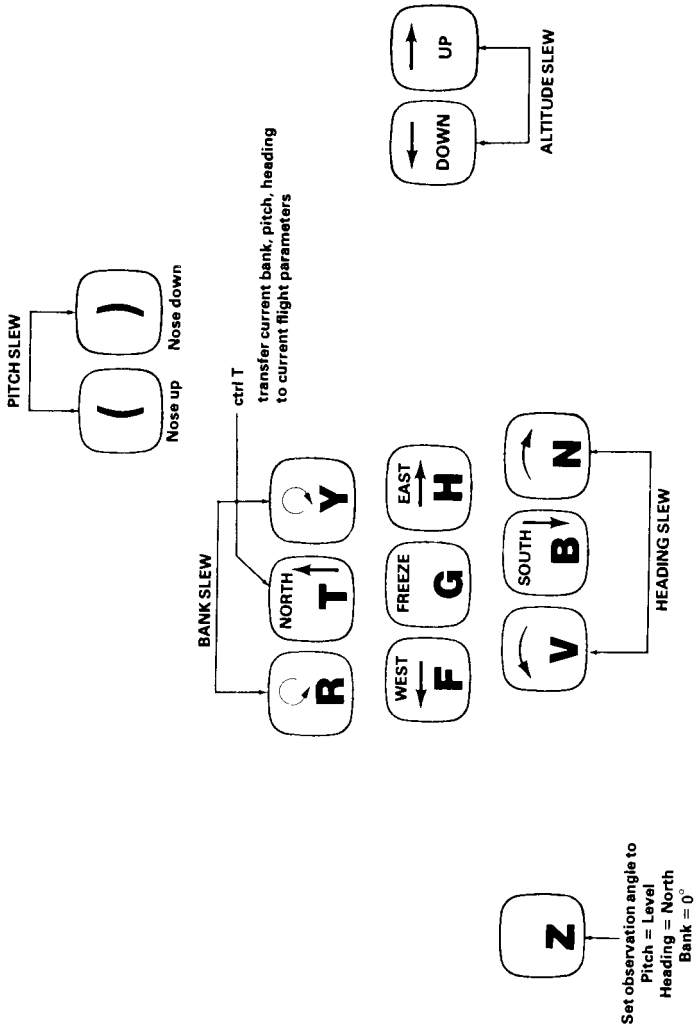 PITCH SLEW
( )
Nose up Nose down
BANK SLEW
ctrl T
transfer current bank, pitch, heading
to current flight parameters
R
NORTH
T
Y
WEST
F
FREEZE
G
EAST
H
DOWN
UP
ALTITUDE SLEW
Z
V
SOUTH
B
N
HEADING SLEW
Set observation angle to
Pitch = Level
Heading = North
Bank = 0°